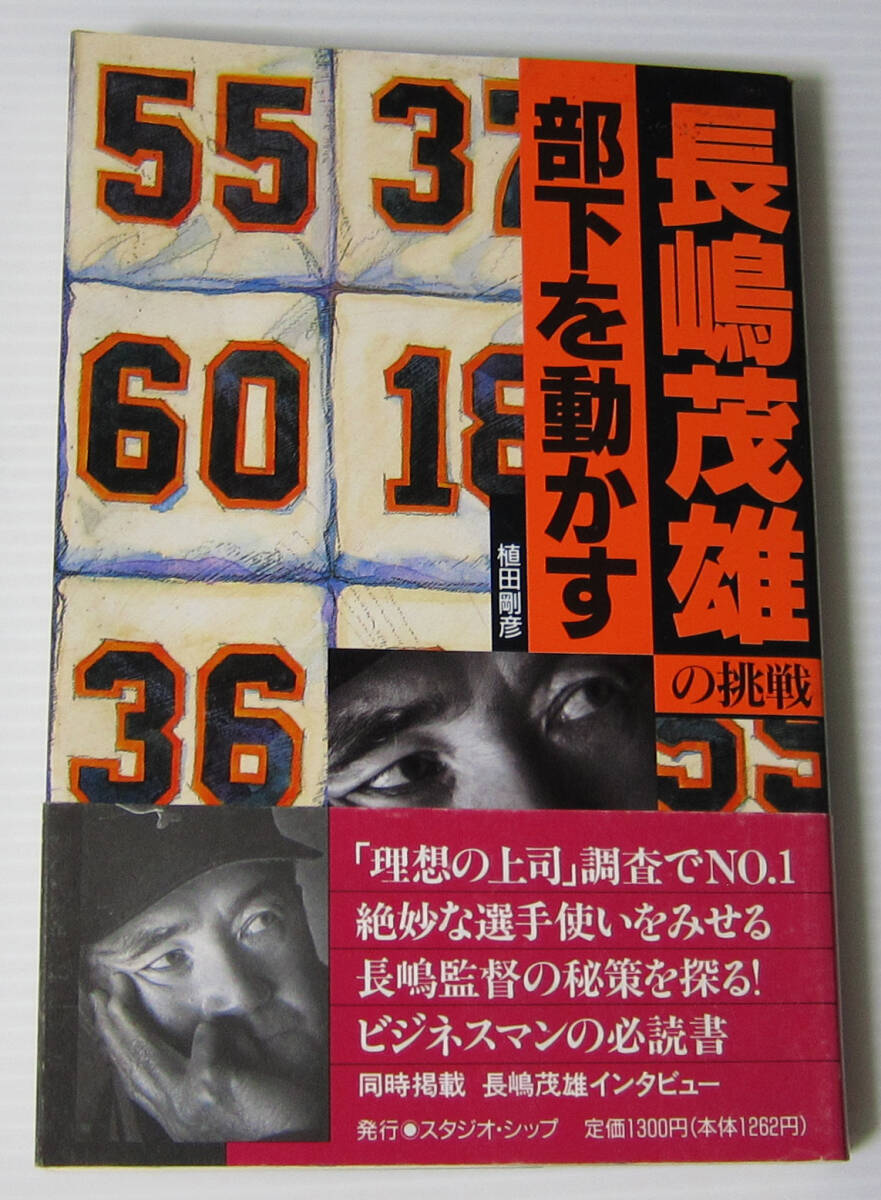 長嶋茂雄
の挑戦
部下を動かす
植田剛彦
55
37
60
18
36
「理想の上司」調査でNO.1
絶妙な選手使いをみせる
長嶋監督の秘策を探る!
ビジネスマンの必読書
同時掲載 長嶋茂雄インタビュー
発行◎スタジオ・シップ 定価1300円(本体1262円)